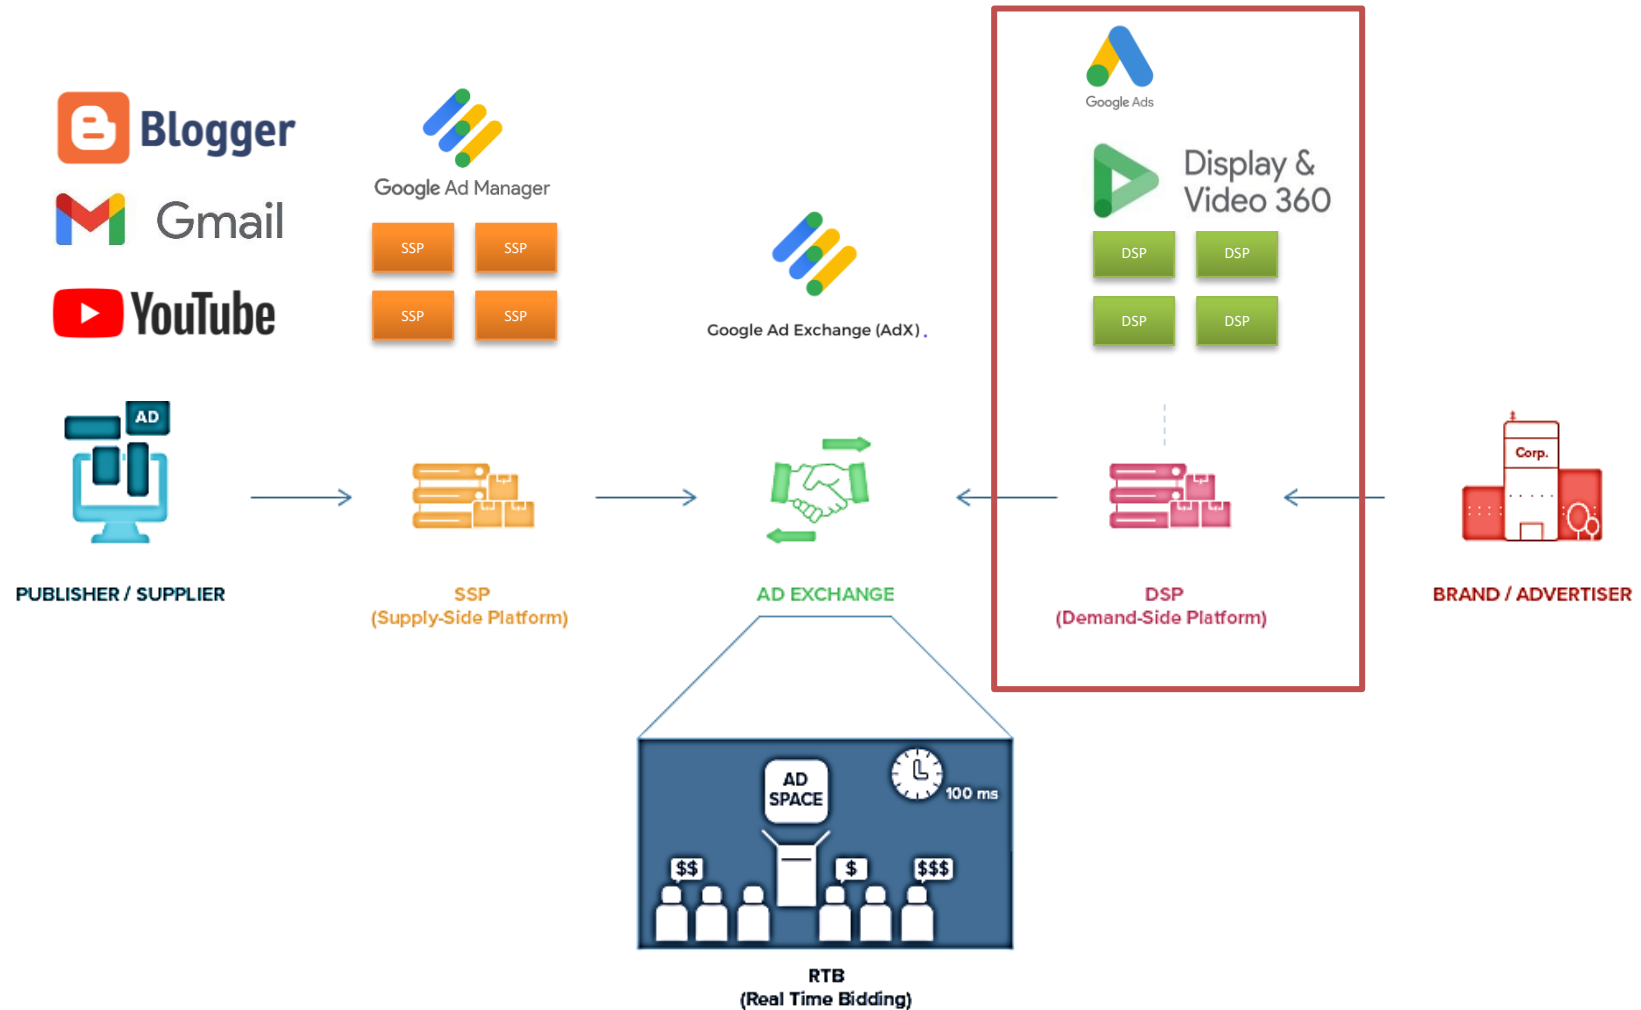 Blogger
Gmail
YouTube
Google Ad Manager
SSP
SSP
SSP
SSP
Google Ad Exchange (AdX) .
Google Ads
Display &
Video 360
DSP
DSP
DSP
DSP
AD
Corp.
PUBLISHER / SUPPLIER
SSP
(Supply-Side Platform)
AD EXCHANGE
DSP
(Demand-Side Platform)
BRAND / ADVERTISER
AD
SPACE
100 ms
$$
$
$$$
RTB
(Real Time Bidding)